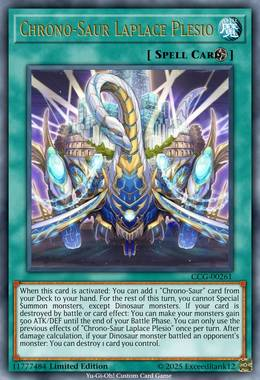 Chrono-Saur Laplace Plesio
[ Spell Card ]
CCG-00261
When this card is activated: You can add 1 "Chrono-Saur" card from
your Deck to your hand. For the rest of this turn, you cannot Special
Summon monsters, except Dinosaur monsters. If your card is
destroyed by battle or card effect: You can make your monsters gain
500 ATK/DEF until the end of your Battle Phase. You can only use the
previous effects of "Chrono-Saur Laplace Plesio" once per turn. After
damage calculation, if your Dinosaur monster battled an opponent's
monster: You can destroy 1 card you control.
11777484 Limited Edition
©2025 ExceedRank12
Yu-Gi-Oh! Custom Card Game